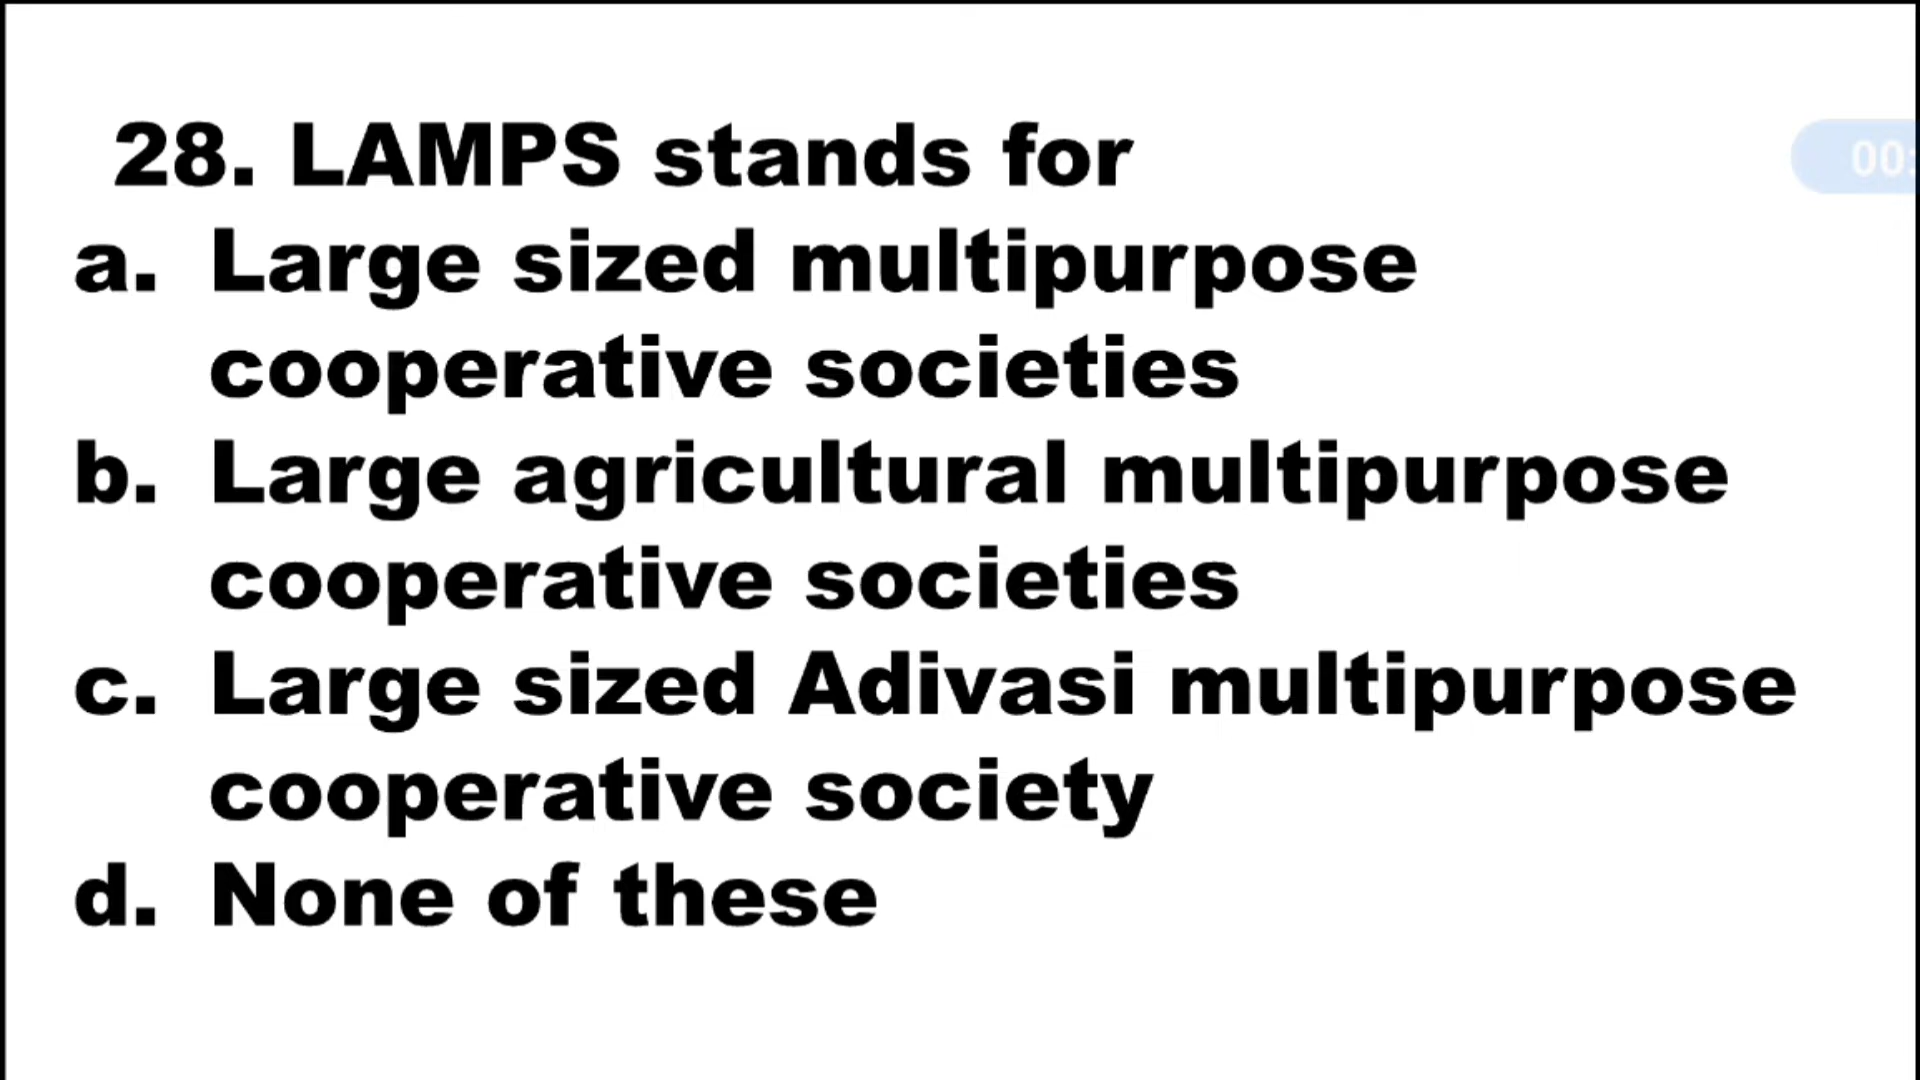 28. LAMPS stands for
00:
a. Large sized multipurpose
cooperative societies
b. Large agricultural multipurpose
cooperative societies
c. Large sized Adivasi multipurpose
cooperative society
d. None of these